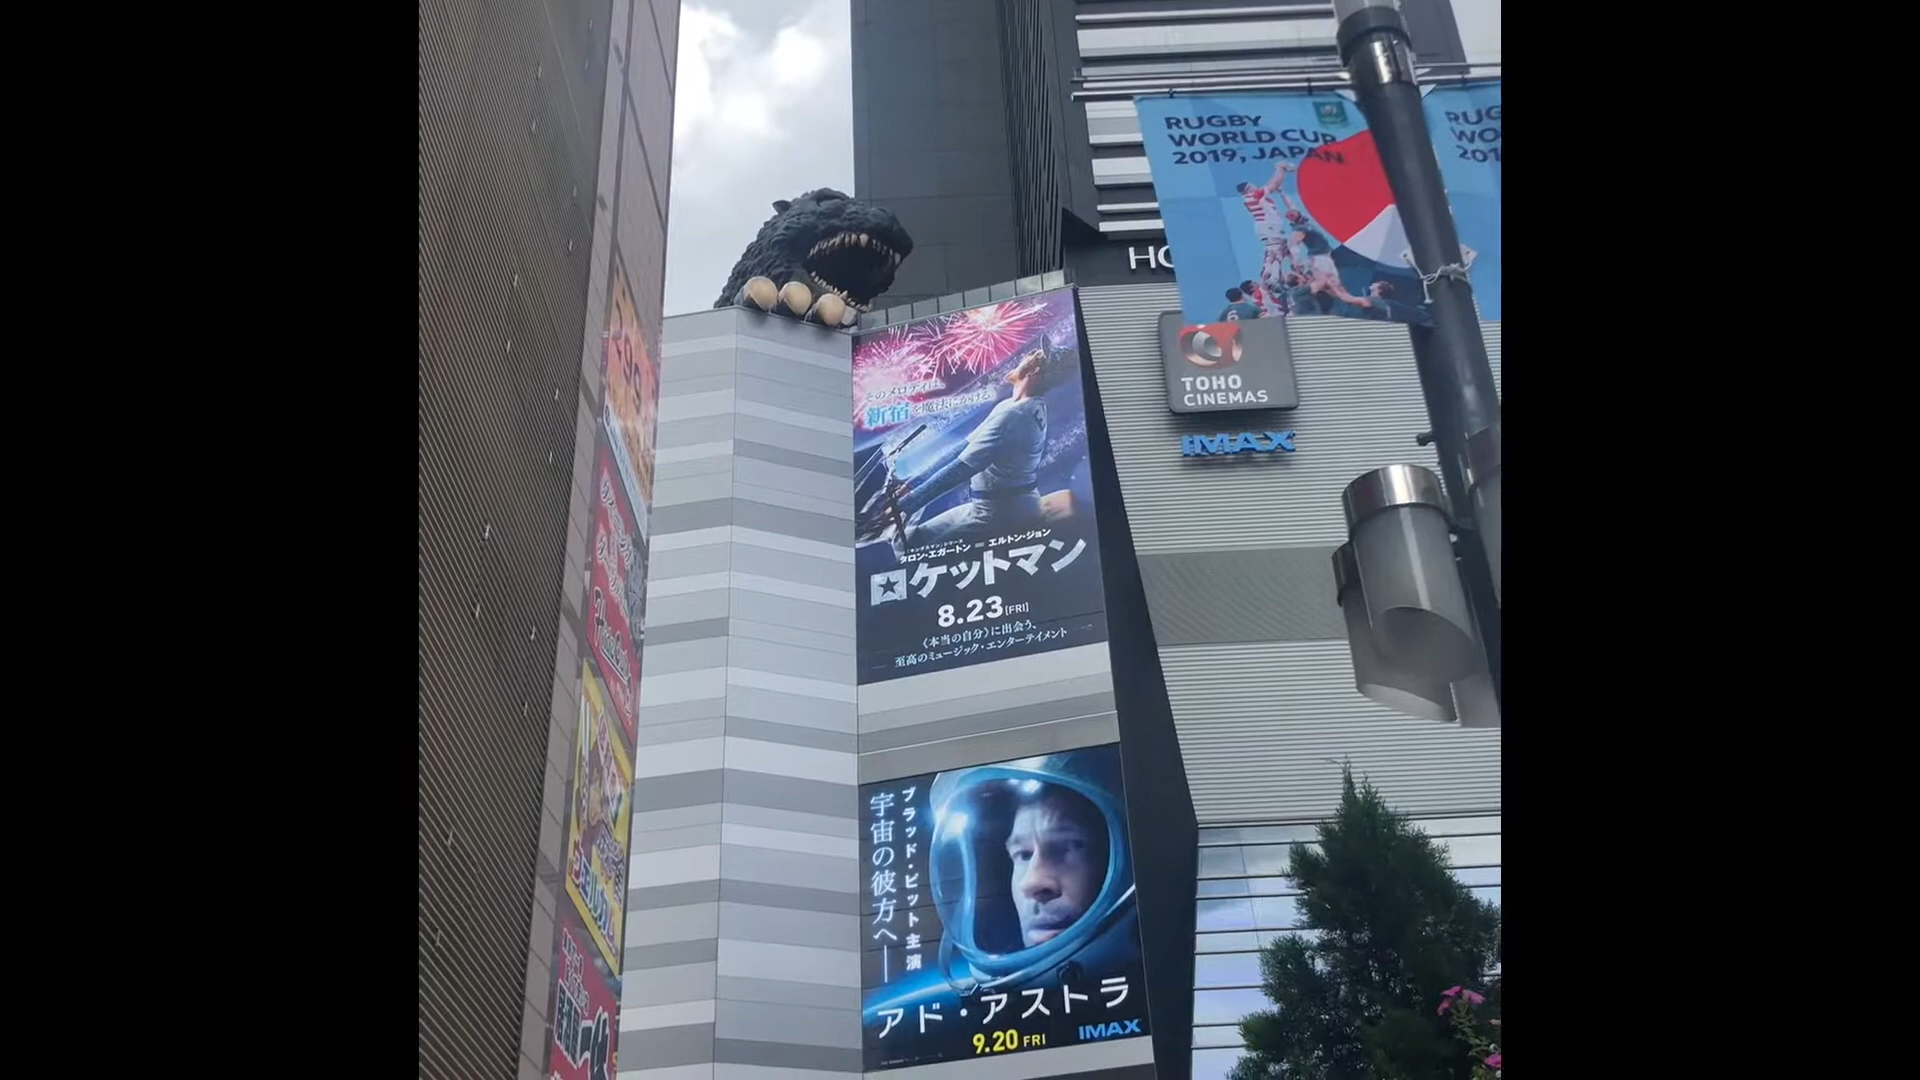 RUGBY
WORLD CUP
2019, JAPAN
RUG
WO
201
HO
TOHO
CINEMAS
IMAX
そのメロディは、
新宿を魔法にかける
タロン・エガートン = エルトン・ジョン
ロケットマン
8.23[FRI]
《本当の自分》に出会う、
至高のミュージック・エンターテイメント
ブラッド・ピット主演
宇宙の彼方へ──
アド・アストラ
9.20 FRI
IMAX